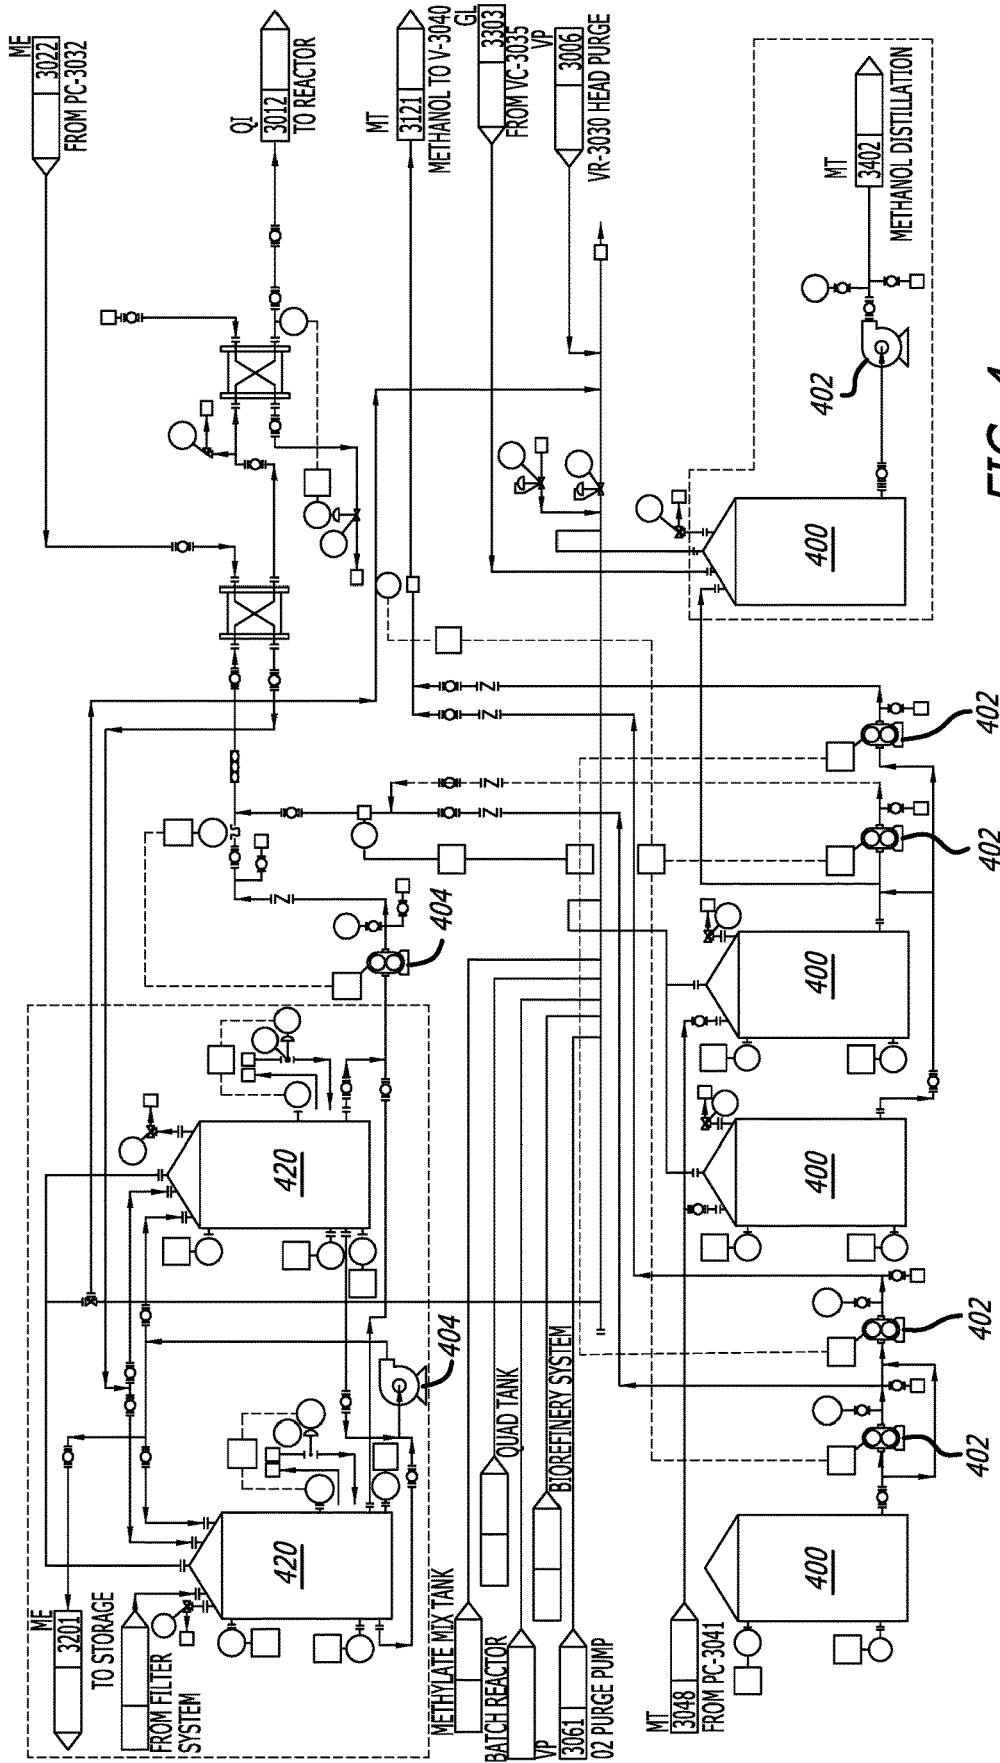 ME
3022
FROM PC-3032
QI
3012
TO REACTOR
MT
3121
METHANOL TO V-3040
GL
3303
FROM VC-3035
VP
3006
VR-3030 HEAD PURGE
MT
3402
METHANOL DISTILLATION
402
400
402
402
404
420
400
400
420
404
402
402
400
ME
3201
TO STORAGE
FROM FILTER
SYSTEM
METHYLATE MIX TANK
QUAD TANK
BATCH REACTOR
BIOREFINERY SYSTEM
VP
3061
02 PURGE PUMP
MT
3048
FROM PC-3041